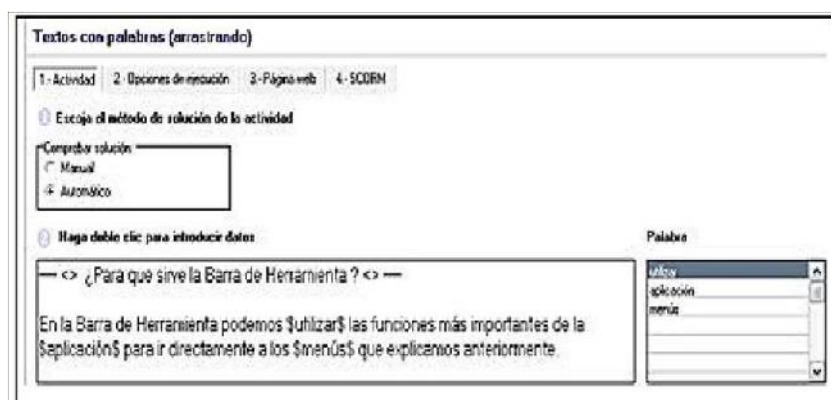 Textos con palabras (arrastrando)
1 - Actividad 2 - Opciones de ejecución 3 - Página web 4 - SCORM
Escoja el método de solución de la actividad
Comprobar solución
Manual
Automático
Haga doble clic para introducir datos
Palabra
---- <> ¿Para que sirve la Barra de Herramienta ? <> ----
En la Barra de Herramienta podemos $utilizar$ las funciones más importantes de la
$aplicación$ para ir directamente a los $menús$ que explicamos anteriormente.
utilizar
aplicación
menús